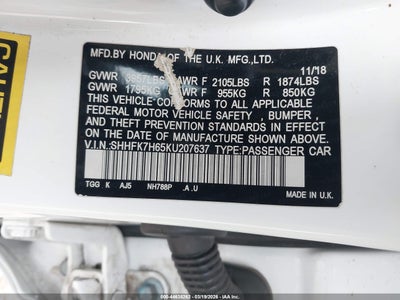 MFD.BY HONDA OF THE U.K. MFG.,LTD.
11/18
GVWR 3957LBS GAWR F 2105LBS R 1874LBS
GVWR 1795KG GAWR F 955KG R 850KG
THIS VEHICLE CONFORMS TO ALL APPLICABLE
FEDERAL MOTOR VEHICLE SAFETY , BUMPER ,
AND THEFT PREVENTION STANDARDS IN EFFECT
ON THE DATE OF MANUFACTURE SHOWN ABOVE.
V.I.N.:SHHFK7H65KU207637 TYPE:PASSENGER CAR
TGG K AJ5 NH788P .A .U
MADE IN U.K.